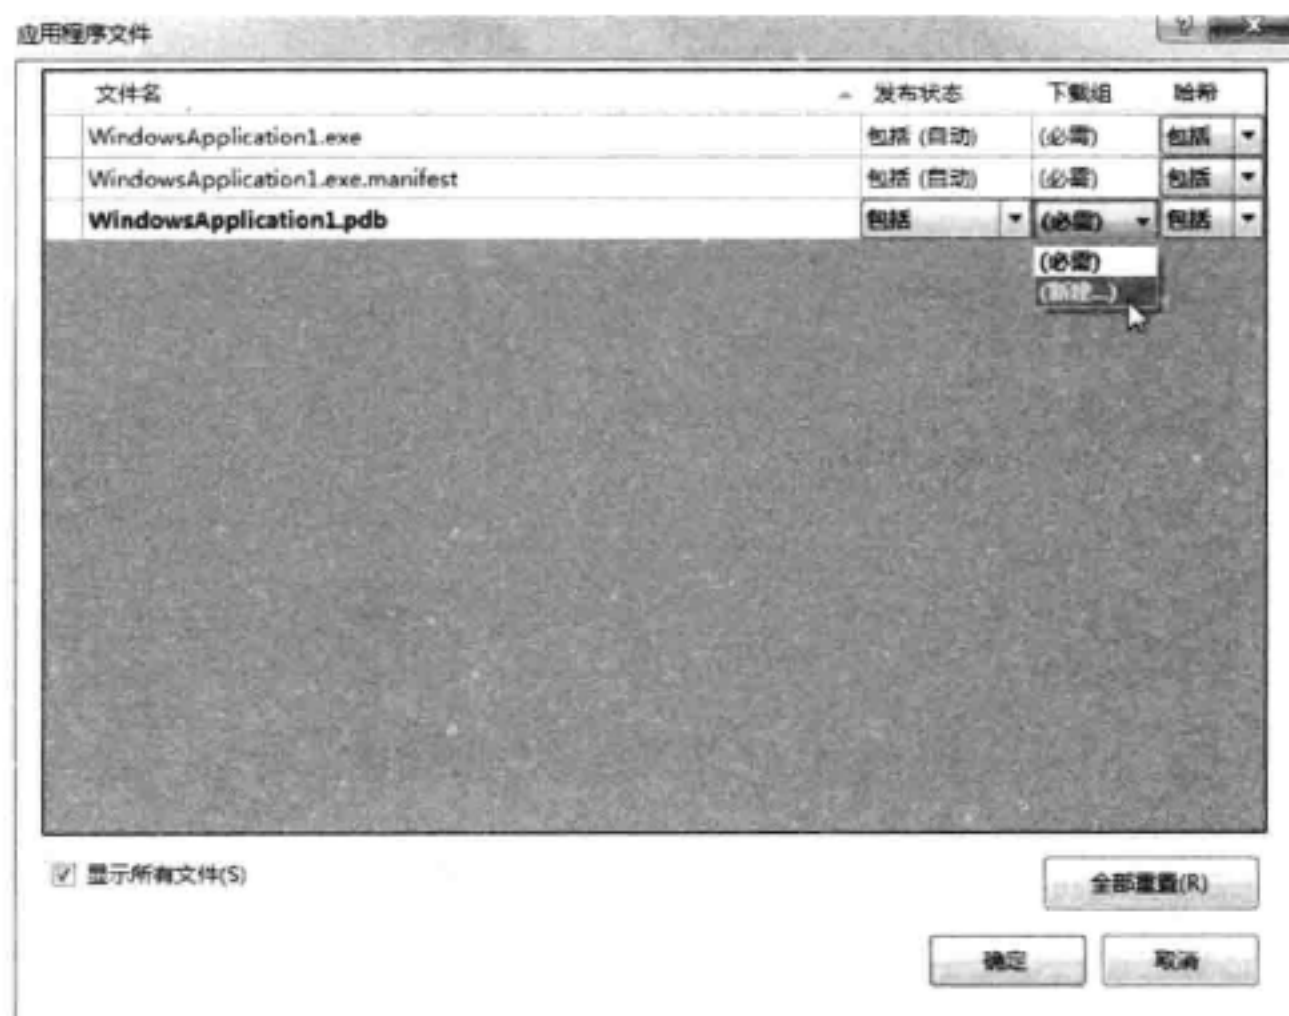 应用程序文件
文件名 发布状态 下载组 哈希
WindowsApplication1.exe 包括 (自动) (必需) 包括
WindowsApplication1.exe.manifest 包括 (自动) (必需) 包括
WindowsApplication1.pdb 包括 (必需) 包括
(必需)
(新建...)
显示所有文件(S)
全部重置(R)
确定 取消